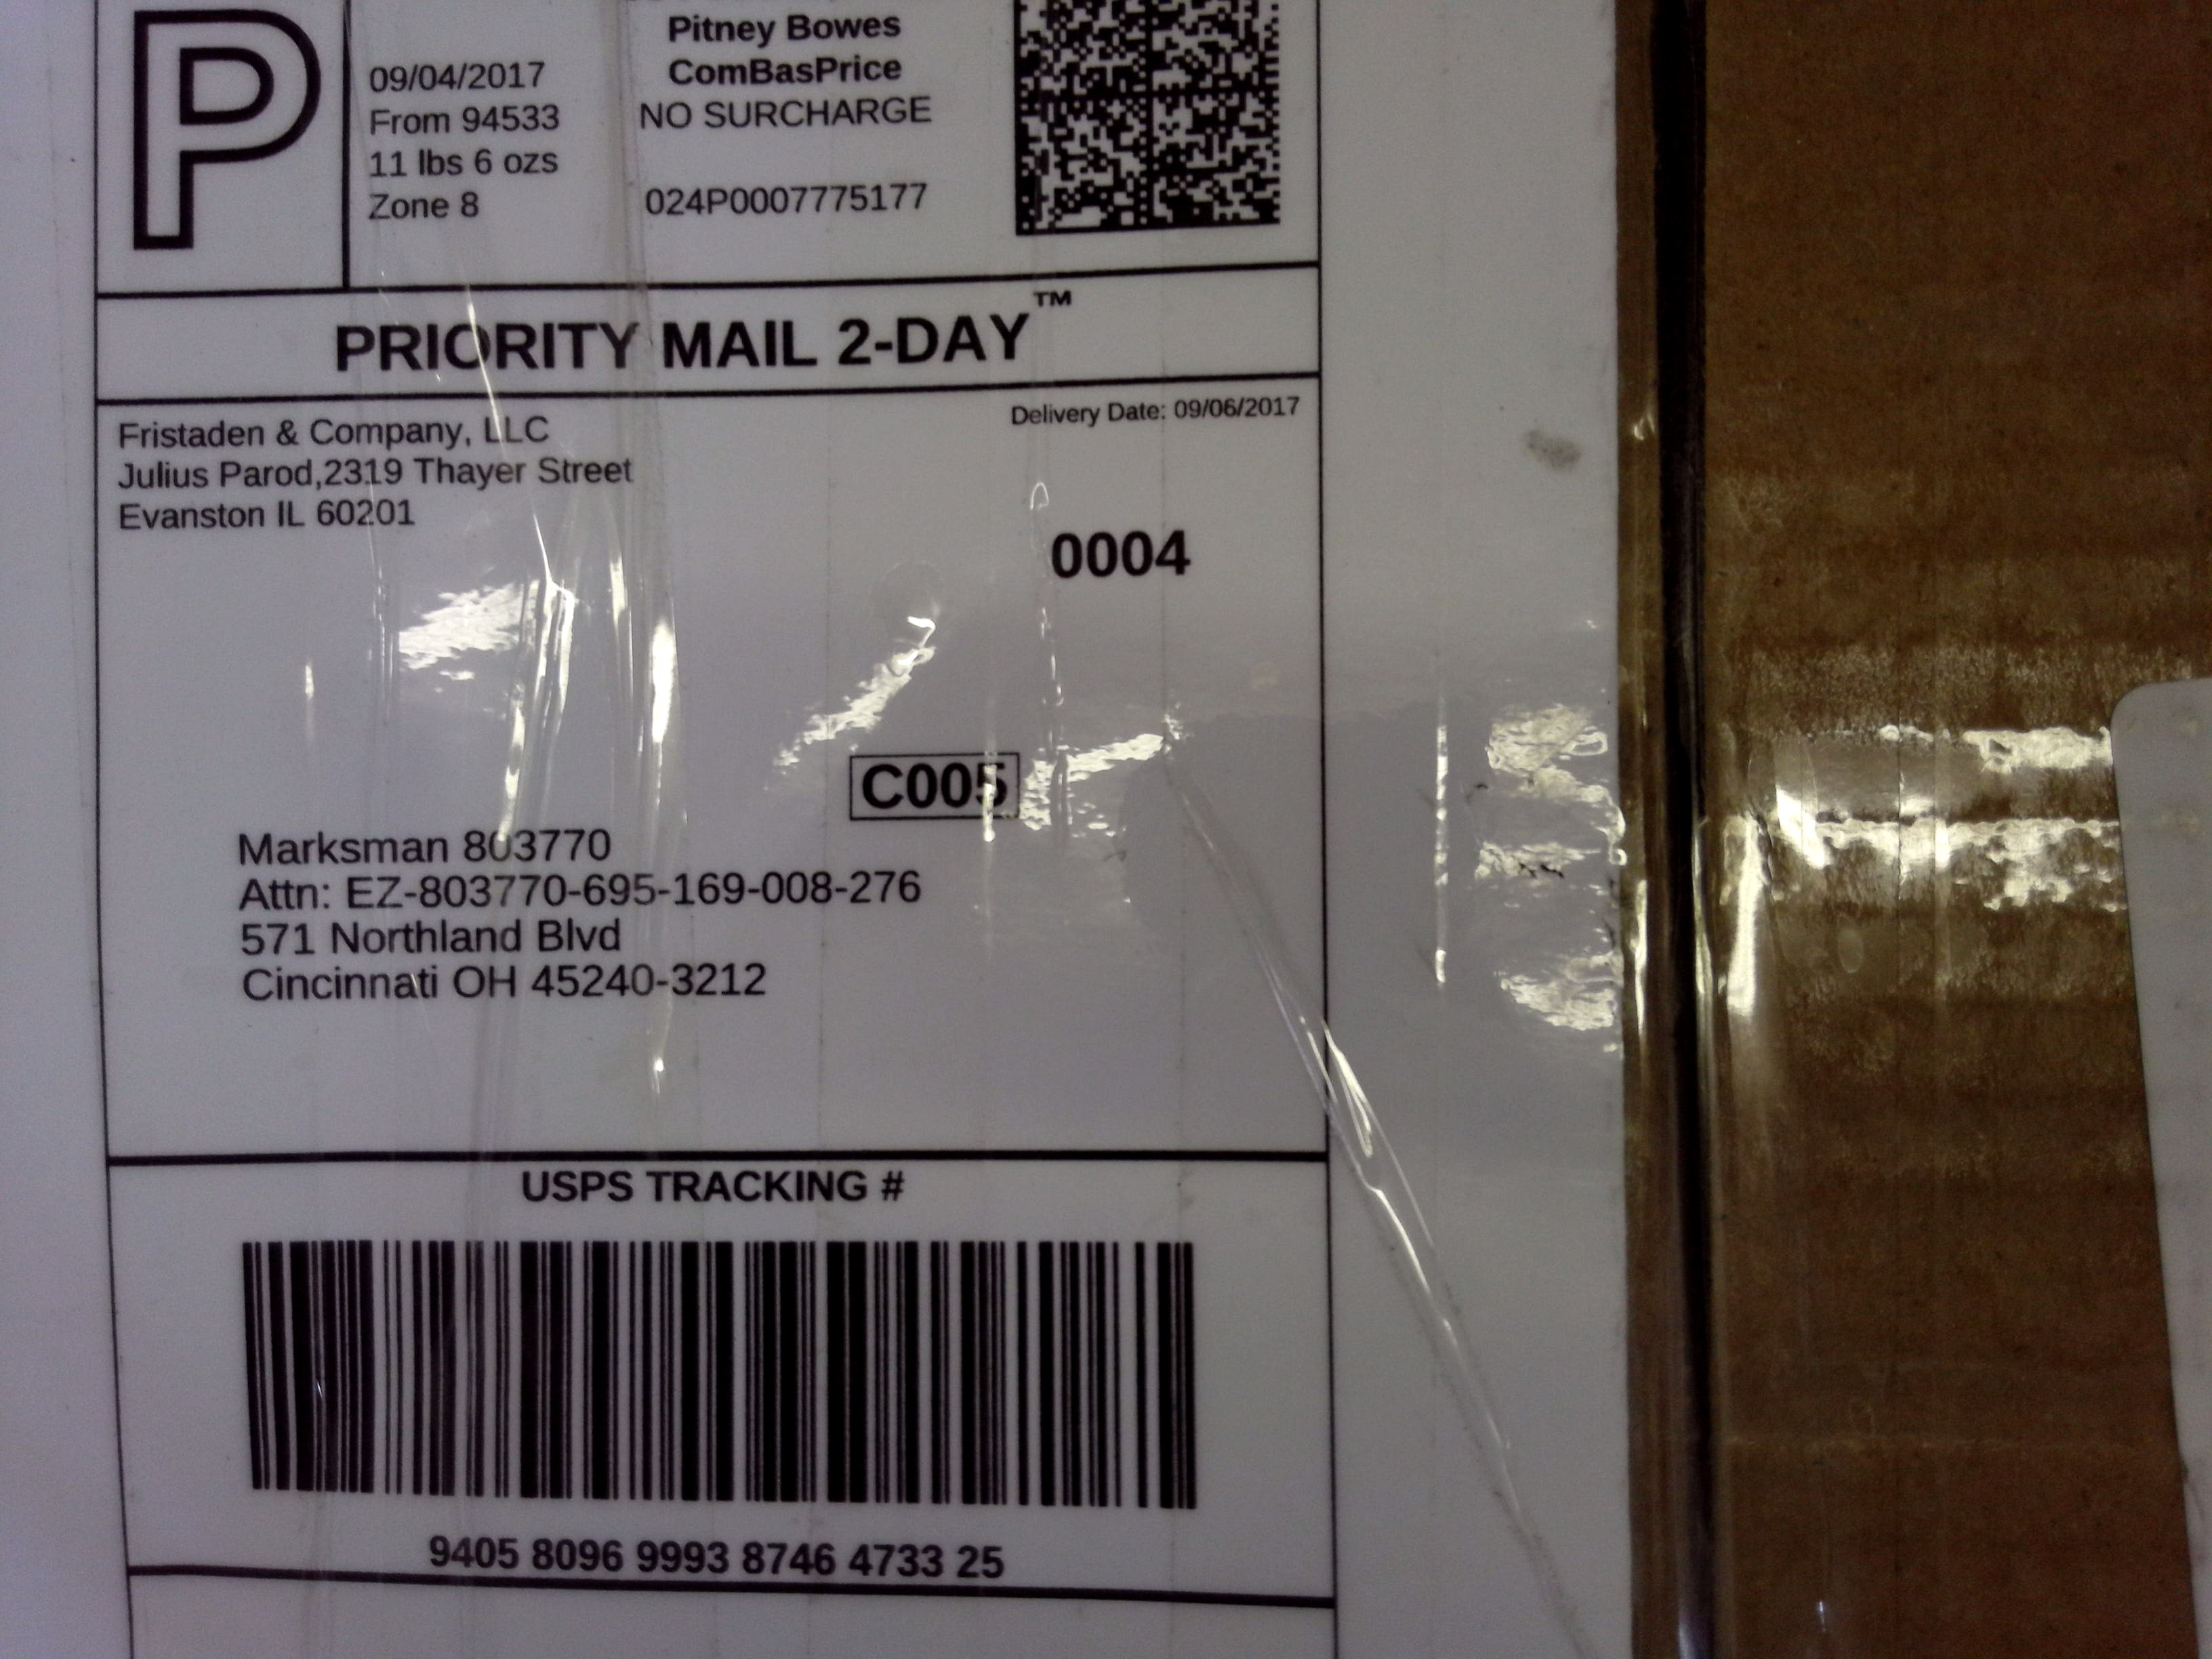 P
Pitney Bowes
09/04/2017
ComBasPrice
From 94533
NO SURCHARGE
11 lbs 6 ozs
Zone 8
024P0007775177
PRIORITY MAIL 2-DAY™
Delivery Date: 09/06/2017
Fristaden & Company, LLC
Julius Parod,2319 Thayer Street
Evanston IL 60201
0004
C005
Marksman 803770
Attn: EZ-803770-695-169-008-276
571 Northland Blvd
Cincinnati OH 45240-3212
USPS TRACKING #
9405 8096 9993 8746 4733 25